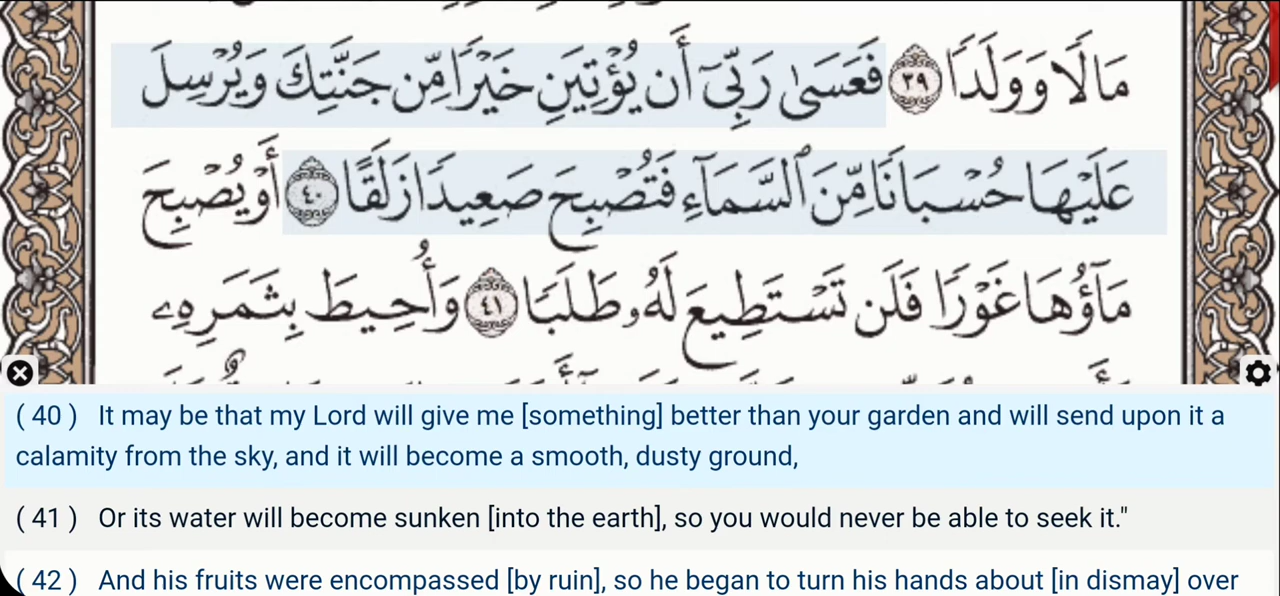 مَالًا وَوَلَدًا ٣٩ فَعَسَىٰ رَبِّيٓ أَن يُؤْتِيَنِ خَيْرًا مِّن جَنَّتِكَ وَيُرْسِلَ
عَلَيْهَا حُسْبَانًا مِّنَ ٱلسَّمَآءِ فَتُصْبِحَ صَعِيدًا زَلَقًا ٤٠ أَوْ يُصْبِحَ
مَآؤُهَا غَوْرًا فَلَن تَسْتَطِيعَ لَهُۥ طَلَبًا ٤١ وَأُحِيطَ بِثَمَرِهِۦ
( 40 ) It may be that my Lord will give me [something] better than your garden and will send upon it a
calamity from the sky, and it will become a smooth, dusty ground,
( 41 ) Or its water will become sunken [into the earth], so you would never be able to seek it."
( 42 ) And his fruits were encompassed [by ruin], so he began to turn his hands about [in dismay] over